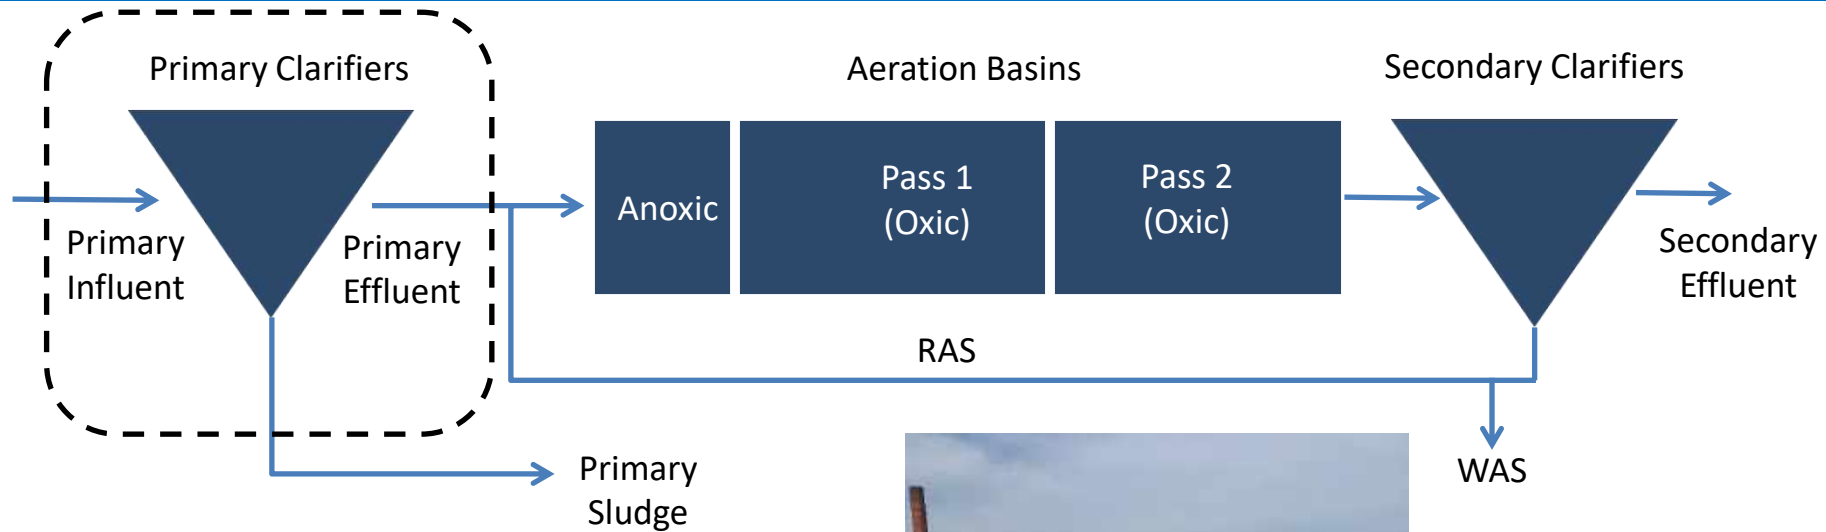 Primary Clarifiers
Aeration Basins
Secondary Clarifiers
Primary
Influent
Primary
Effluent
Anoxic
Pass 1
(Oxic)
Pass 2
(Oxic)
Secondary
Effluent
RAS
WAS
Primary
Sludge